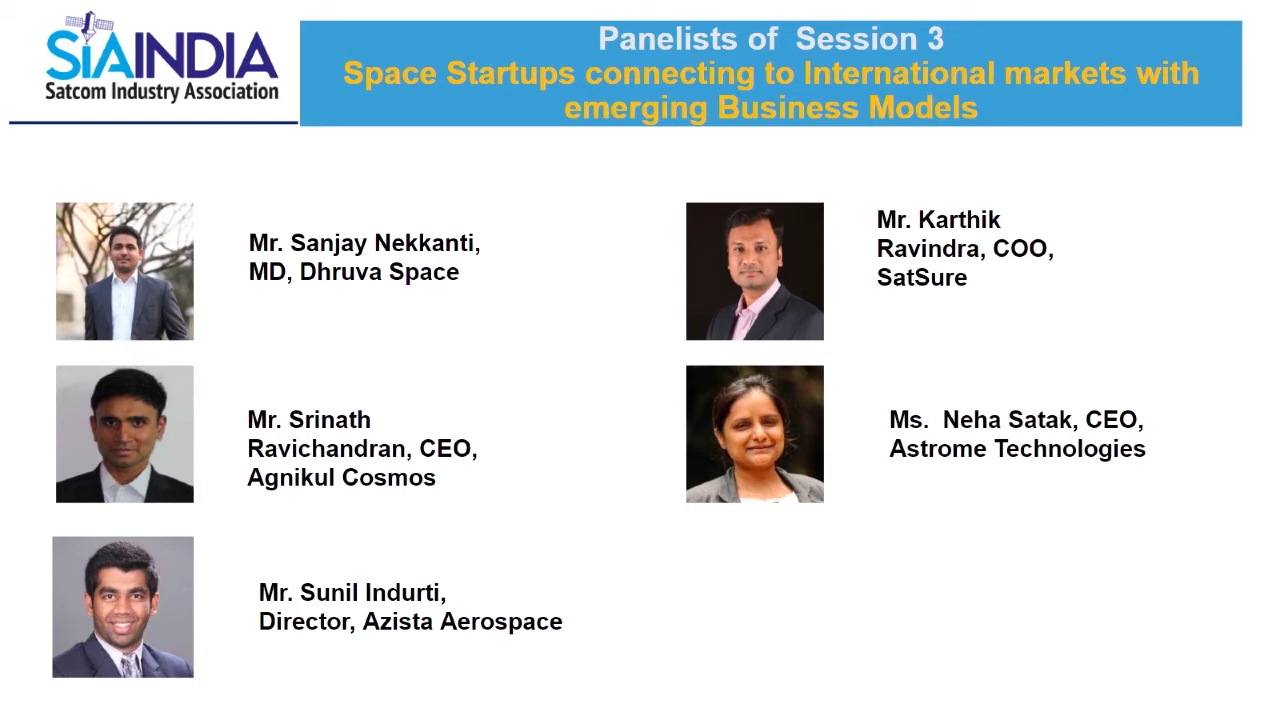 SIAINDIA
Satcom Industry Association
Panelists of Session 3
Space Startups connecting to International markets with
emerging Business Models
Mr. Sanjay Nekkanti,
MD, Dhruva Space
Mr. Karthik
Ravindra, COO,
SatSure
Mr. Srinath
Ravichandran, CEO,
Agnikul Cosmos
Ms. Neha Satak, CEO,
Astrome Technologies
Mr. Sunil Indurti,
Director, Azista Aerospace